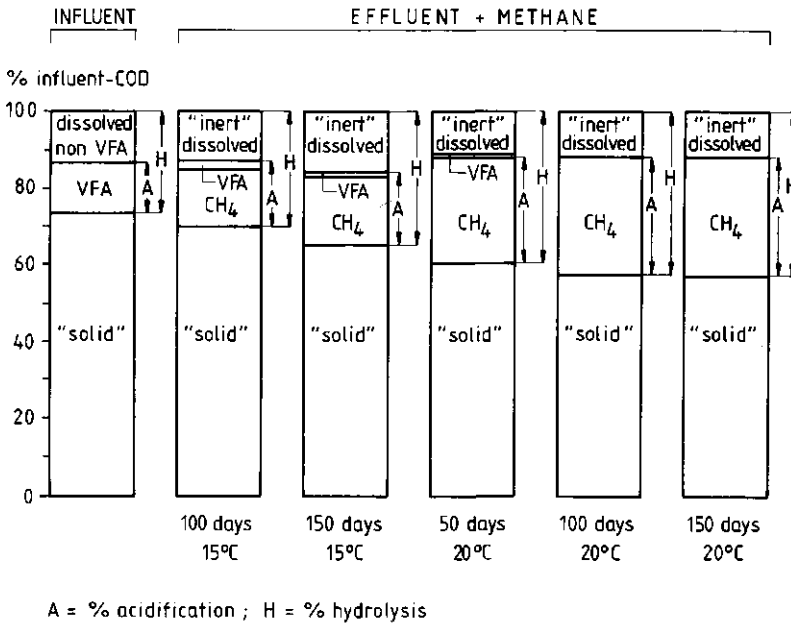 INFLUENT
EFFLUENT + METHANE
% influent-COD
100
80
60
40
20
0
dissolved
non VFA
VFA
"solid"
A
H
"inert"
dissolved
VFA
CH4
"solid"
A
H
100 days
15°C
"inert"
dissolved
VFA
CH4
"solid"
A
H
150 days
15°C
"inert"
dissolved
VFA
CH4
"solid"
A
H
50 days
20°C
"inert"
dissolved
CH4
"solid"
A
H
100 days
20°C
"inert"
dissolved
CH4
"solid"
A
H
150 days
20°C
A = % acidification ; H = % hydrolysis